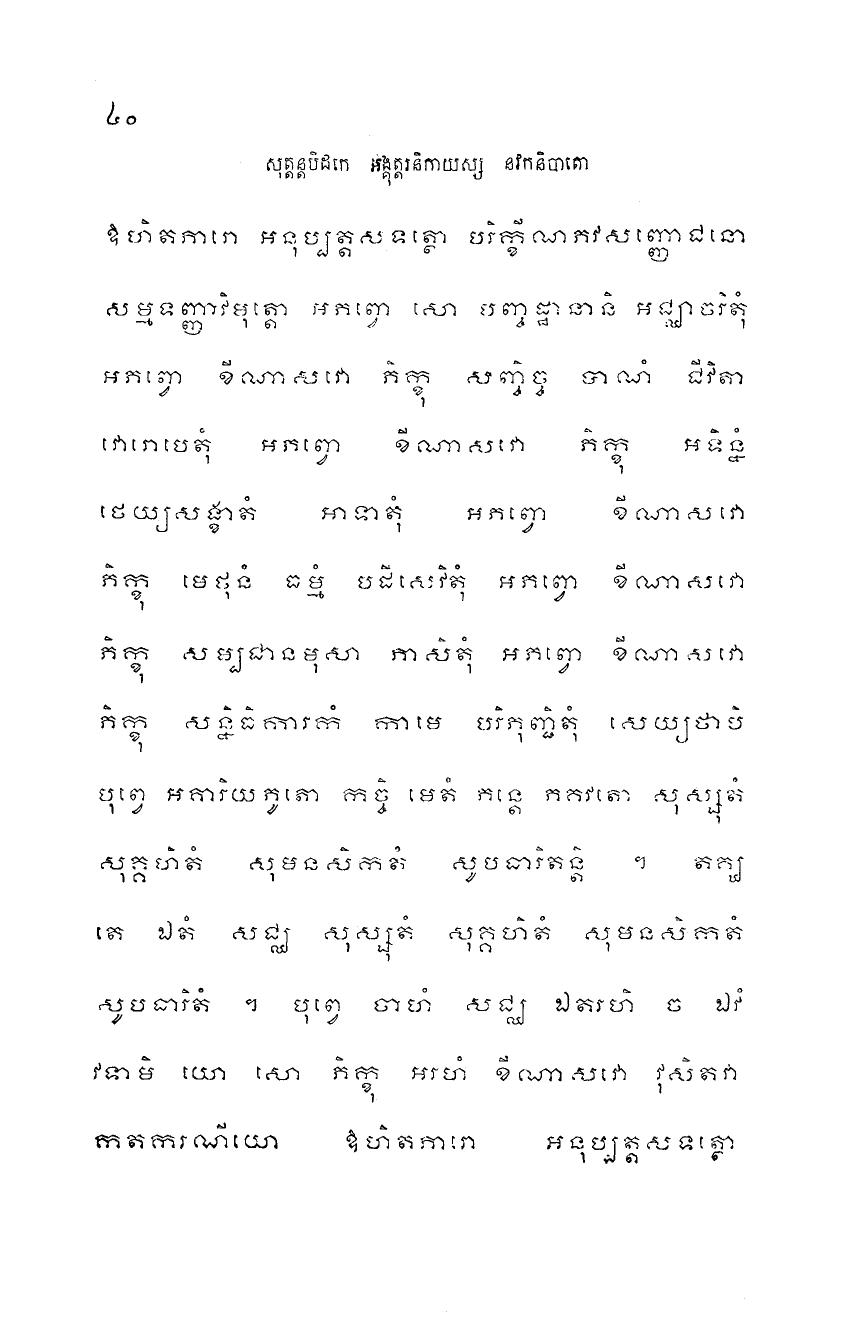 ៤០
សុត្តន្តបិដកេ អង្គុត្តរនិកាយស្ស នវកនិបាតោ
ឱហិតភារោ អនុប្បត្តសទត្ថោ បរិក្ខីណភវសញ្ញោជនោ
សម្មទញ្ញាវិមុត្តោ អភព្វោ សោ បញ្ចដ្ឋានានិ អជ្ឈាចរិតុំ
អភព្វោ ខីណាសវោ ភិក្ខុ សញ្ចិច្ច បាណំ ជីវិតា
វោរោបេតុំ អភព្វោ ខីណាសវោ ភិក្ខុ អទិន្នំ
ថេយ្យសង្ខាតំ អាទាតុំ អភព្វោ ខីណាសវោ
ភិក្ខុ មេថុនំ ធម្មំ បដិសេវិតុំ អភព្វោ ខីណាសវោ
ភិក្ខុ សម្បជានមុសា ភាសិតុំ អភព្វោ ខីណាសវោ
ភិក្ខុ សន្និធិការកំ កាមេ បរិភុញ្ជិតុំ សេយ្យថាបិ
បុព្វេ អគារិយភូតោ កច្ចិ មេតំ ភន្តេ ភគវតោ សុស្សុតំ
សុគ្គហិតំ សុមនសិកតំ សូបធារិតន្តិ ។ តគ្ឃ
តេ ឯតំ សជ្ឈ សុស្សុតំ សុគ្គហិតំ សុមនសិកតំ
សូបធារិតំ ។ បុព្វេ ចាហំ សជ្ឈ ឯតរហិ ច ឯវំ
វទាមិ យោ សោ ភិក្ខុ អរហំ ខីណាសវោ វុសិតវា
កតករណីយោ ឱហិតភារោ អនុប្បត្តសទត្ថោ